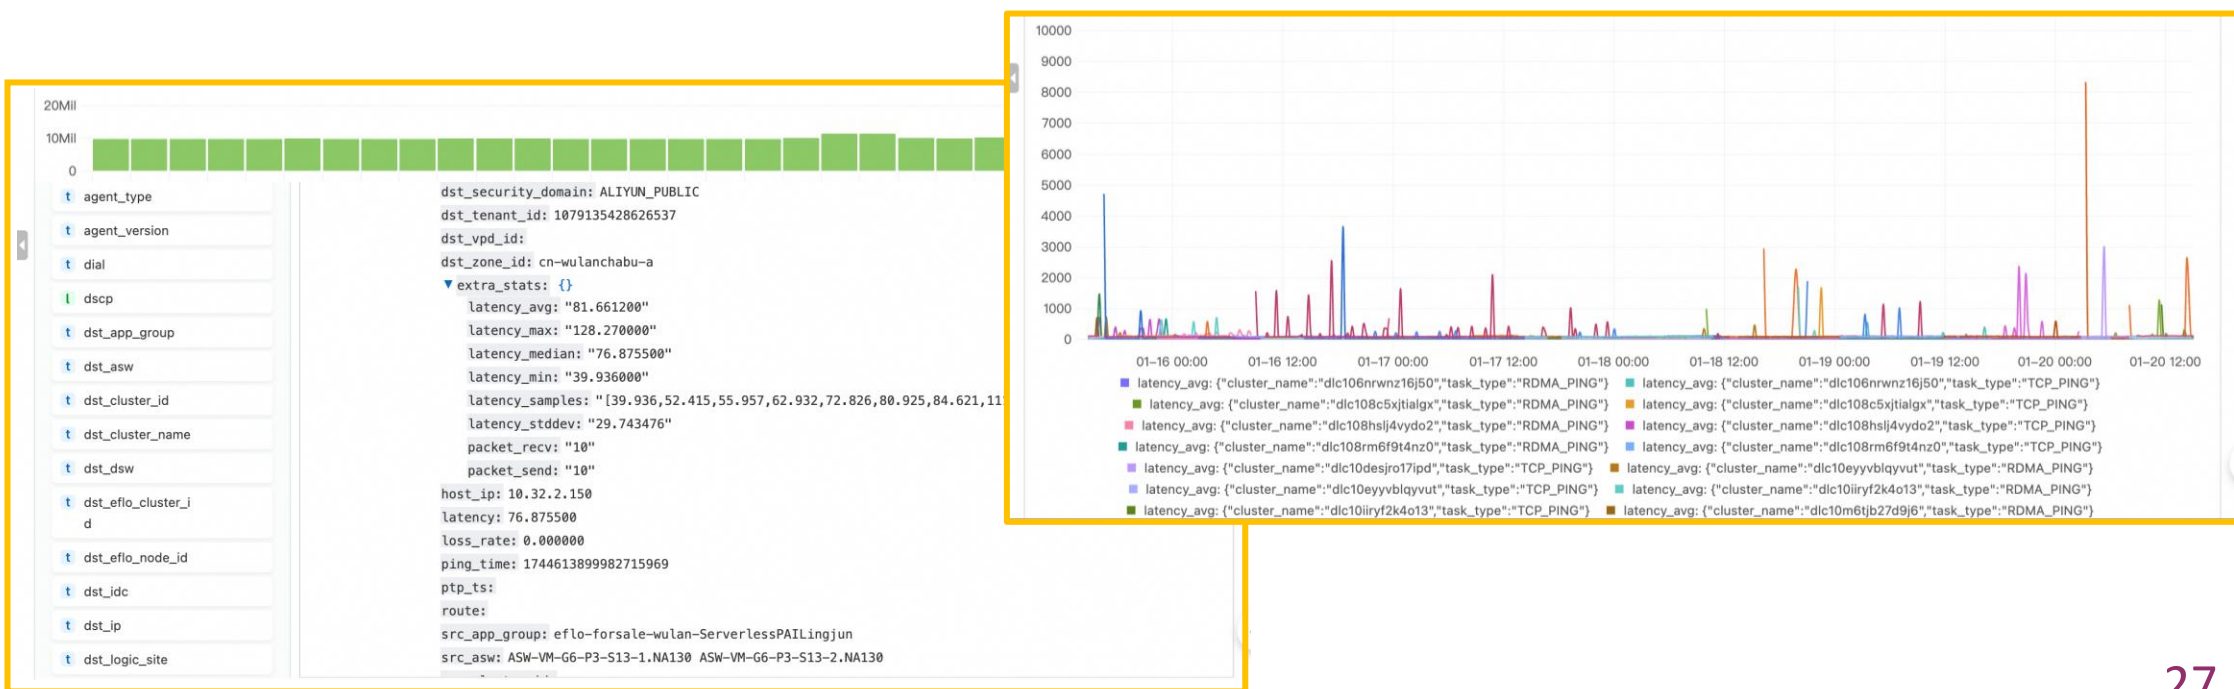 20Mil
10Mil
0
t agent_type
t agent_version
t dial
l dscp
t dst_app_group
t dst_asw
t dst_cluster_id
t dst_cluster_name
t dst_dsw
t dst_eflo_cluster_i
d
t dst_eflo_node_id
t dst_idc
t dst_ip
t dst_logic_site
dst_security_domain: ALIYUN_PUBLIC
dst_tenant_id: 1079135428626537
dst_vpd_id:
dst_zone_id: cn-wulanchabu-a
▼ extra_stats: {}
latency_avg: "81.661200"
latency_max: "128.270000"
latency_median: "76.875500"
latency_min: "39.936000"
latency_samples: "[39.936,52.415,55.957,62.932,72.826,80.925,84.621,11
latency_stddev: "29.743476"
packet_recv: "10"
packet_send: "10"
host_ip: 10.32.2.150
latency: 76.875500
loss_rate: 0.000000
ping_time: 1744613899982715969
ptp_ts:
route:
src_app_group: eflo-forsale-wulan-ServerlessPAILingjun
src_asw: ASW-VM-G6-P3-S13-1.NA130 ASW-VM-G6-P3-S13-2.NA130
10000
9000
8000
7000
6000
5000
4000
3000
2000
1000
0
01-16 00:00 01-16 12:00 01-17 00:00 01-17 12:00 01-18 00:00 01-18 12:00 01-19 00:00 01-19 12:00 01-20 00:00 01-20 12:00
latency_avg: {"cluster_name":"dlc106nrwnz16j50","task_type":"RDMA_PING"} latency_avg: {"cluster_name":"dlc106nrwnz16j50","task_type":"TCP_PING"}
latency_avg: {"cluster_name":"dlc108c5xjtialgx","task_type":"RDMA_PING"} latency_avg: {"cluster_name":"dlc108c5xjtialgx","task_type":"TCP_PING"}
latency_avg: {"cluster_name":"dlc108hslj4vydo2","task_type":"RDMA_PING"} latency_avg: {"cluster_name":"dlc108hslj4vydo2","task_type":"TCP_PING"}
latency_avg: {"cluster_name":"dlc108rm6f9t4nz0","task_type":"RDMA_PING"} latency_avg: {"cluster_name":"dlc108rm6f9t4nz0","task_type":"TCP_PING"}
latency_avg: {"cluster_name":"dlc10desjro17ipd","task_type":"TCP_PING"} latency_avg: {"cluster_name":"dlc10eyyvblqyvut","task_type":"RDMA_PING"}
latency_avg: {"cluster_name":"dlc10eyyvblqyvut","task_type":"TCP_PING"} latency_avg: {"cluster_name":"dlc10iiryf2k4o13","task_type":"RDMA_PING"}
latency_avg: {"cluster_name":"dlc10iiryf2k4o13","task_type":"TCP_PING"} latency_avg: {"cluster_name":"dlc10m6tjb27d9j6","task_type":"RDMA_PING"}
27